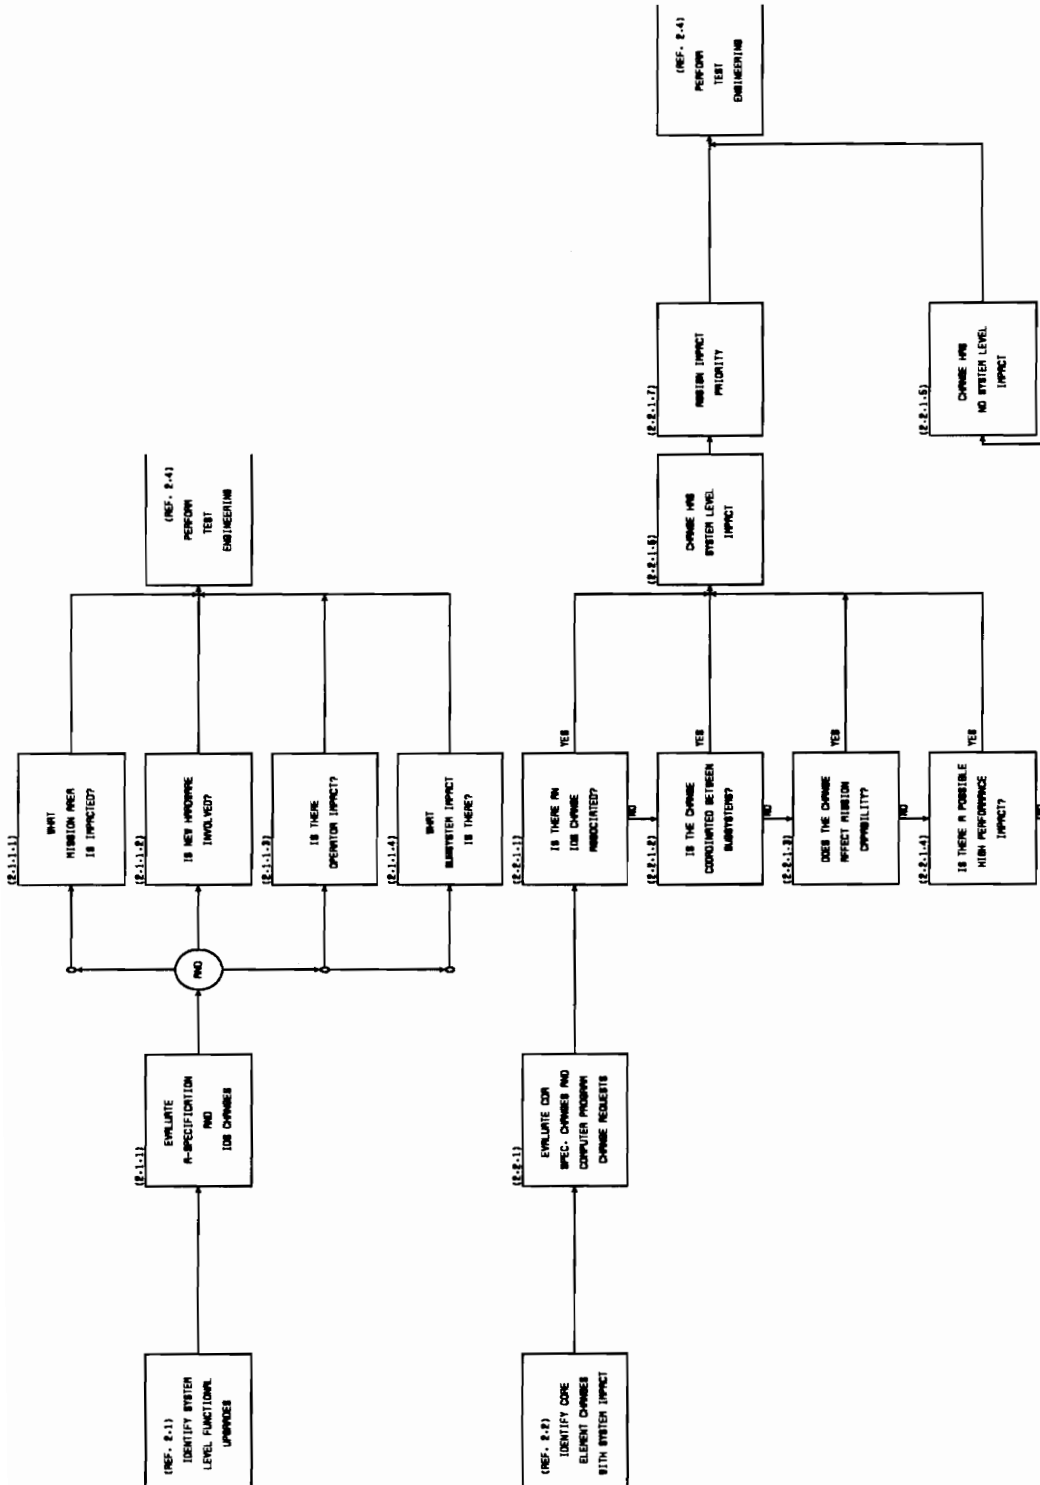 (REF. 2.1)
IDENTIFY SYSTEM
LEVEL FUNCTIONAL
UPGRADES
(2.1.1)
EVALUATE
A-SPECIFICATION
AND
IDS CHANGES
AND
(2.1.1.1)
WHAT
MISSION AREA
IS IMPACTED?
(2.1.1.2)
IS NEW HARDWARE
INVOLVED?
(2.1.1.3)
IS THERE
OPERATOR IMPACT?
(2.1.1.4)
WHAT
SUBSYSTEM IMPACT
IS THERE?
(REF. 2.4)
PERFORM
TEST
ENGINEERING
(REF. 2.2)
IDENTIFY CORE
ELEMENT CHANGES
WITH SYSTEM IMPACT
(2.2.1)
EVALUATE COR
SPEC. CHANGES AND
COMPUTER PROGRAM
CHANGE REQUESTS
(2.2.1.1)
IS THERE AN
IDS CHANGE
ASSOCIATED?
YES
NO
(2.2.1.2)
IS THE CHANGE
COORDINATED BETWEEN
SUBSYSTEMS?
YES
NO
(2.2.1.3)
DOES THE CHANGE
AFFECT MISSION
CAPABILITY?
YES
NO
(2.2.1.4)
IS THERE A POSSIBLE
HIGH PERFORMANCE
IMPACT?
YES
CHANGE HAS
SYSTEM LEVEL
IMPACT
(2.2.1.7)
ASSIGN IMPACT
PRIORITY
(2.2.1.5)
CHANGE HAS
NO SYSTEM LEVEL
IMPACT
(REF. 2.4)
PERFORM
TEST
ENGINEERING